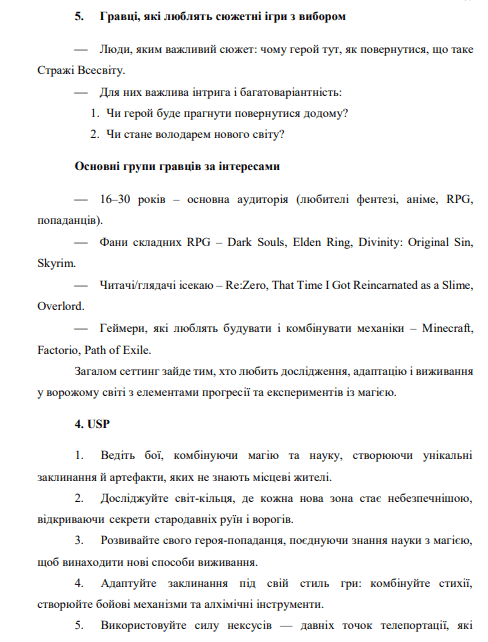 5. Гравці, які люблять сюжетні ігри з вибором
— Люди, яким важливий сюжет: чому герой тут, як повернутися, що таке
Стражі Всесвіту.
— Для них важлива інтрига і багатоваріантність:
1. Чи герой буде прагнути повернутися додому?
2. Чи стане володарем нового світу?
Основні групи гравців за інтересами
— 16–30 років – основна аудиторія (любителі фентезі, аніме, RPG,
попаданців).
— Фани складних RPG – Dark Souls, Elden Ring, Divinity: Original Sin,
Skyrim.
— Читачі/глядачі ісекаю – Re:Zero, That Time I Got Reincarnated as a Slime,
Overlord.
— Геймери, які люблять будувати і комбінувати механіки – Minecraft,
Factorio, Path of Exile.
Загалом сеттинг зайде тим, хто любить дослідження, адаптацію і виживання
у ворожому світі з елементами прогресії та експериментів із магією.
4. USP
1. Ведіть бої, комбінуючи магію та науку, створюючи унікальні
заклинання й артефакти, яких не знають місцеві жителі.
2. Досліджуйте світ-кільця, де кожна нова зона стає небезпечнішою,
відкриваючи секрети стародавніх руїн і ворогів.
3. Розвивайте свого героя-попаданця, поєднуючи знання науки з магією,
щоб винаходити нові способи виживання.
4. Адаптуйте заклинання під свій стиль гри: комбінуйте стихії,
створюйте бойові механізми та алхімічні інструменти.
5. Використовуйте силу нексусів — давніх точок телепортації, які